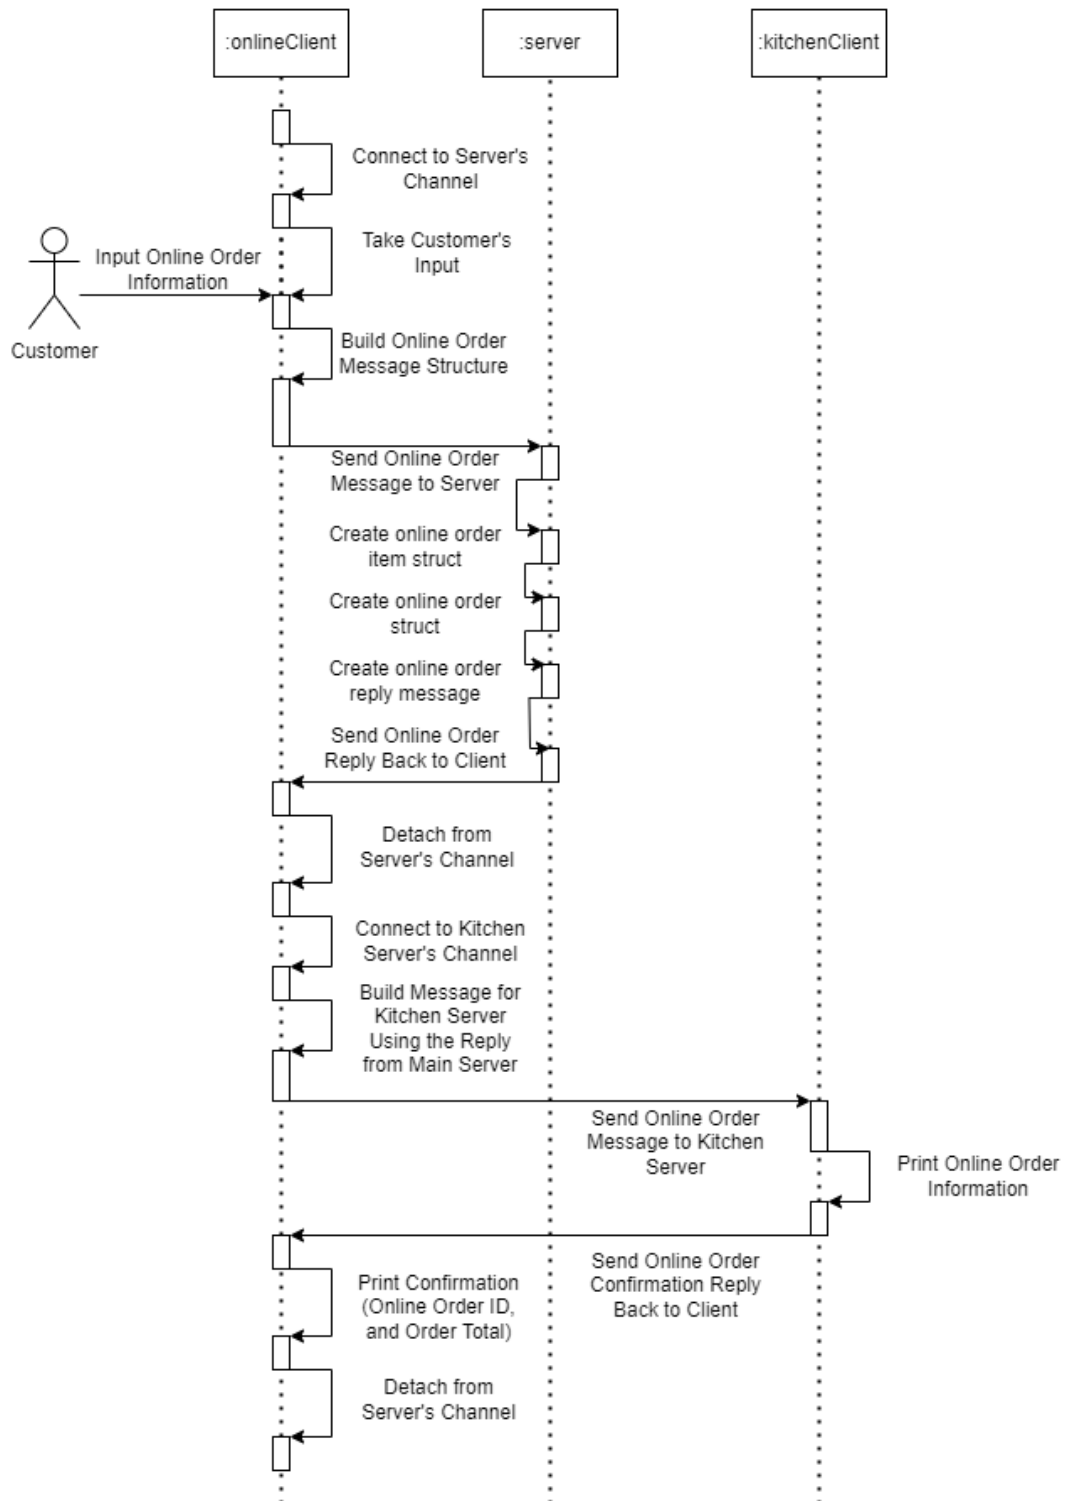 :onlineClient
:server
:kitchenClient
Connect to Server's
Channel
Take Customer's
Input
Input Online Order
Information
Customer
Build Online Order
Message Structure
Send Online Order
Message to Server
Create online order
item struct
Create online order
struct
Create online order
reply message
Send Online Order
Reply Back to Client
Detach from
Server's Channel
Connect to Kitchen
Server's Channel
Build Message for
Kitchen Server
Using the Reply
from Main Server
Send Online Order
Message to Kitchen
Server
Print Online Order
Information
Send Online Order
Confirmation Reply
Back to Client
Print Confirmation
(Online Order ID,
and Order Total)
Detach from
Server's Channel